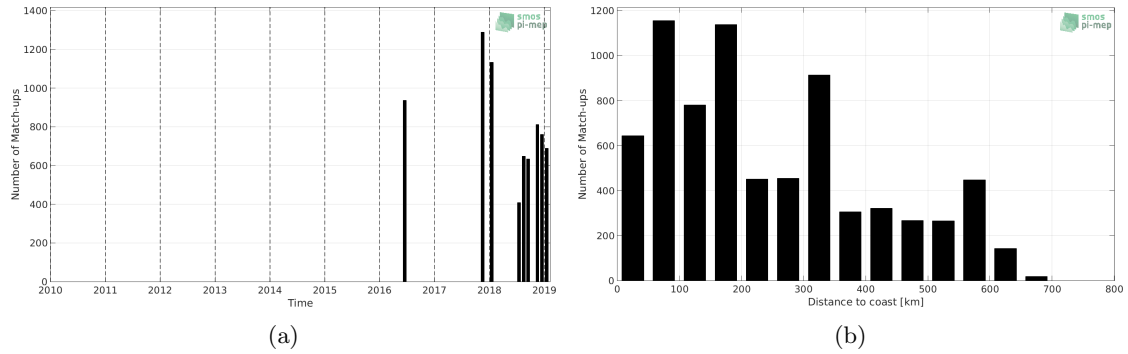 1400
1200
1000
800
600
400
200
0
Number of Match-ups
2010 2011 2012 2013 2014 2015 2016 2017 2018 2019
Time
smos
pi-mep
(a)
1200
1000
800
600
400
200
0
Number of Match-ups
0 100 200 300 400 500 600 700 800
Distance to coast [km]
smos
pi-mep
(b)